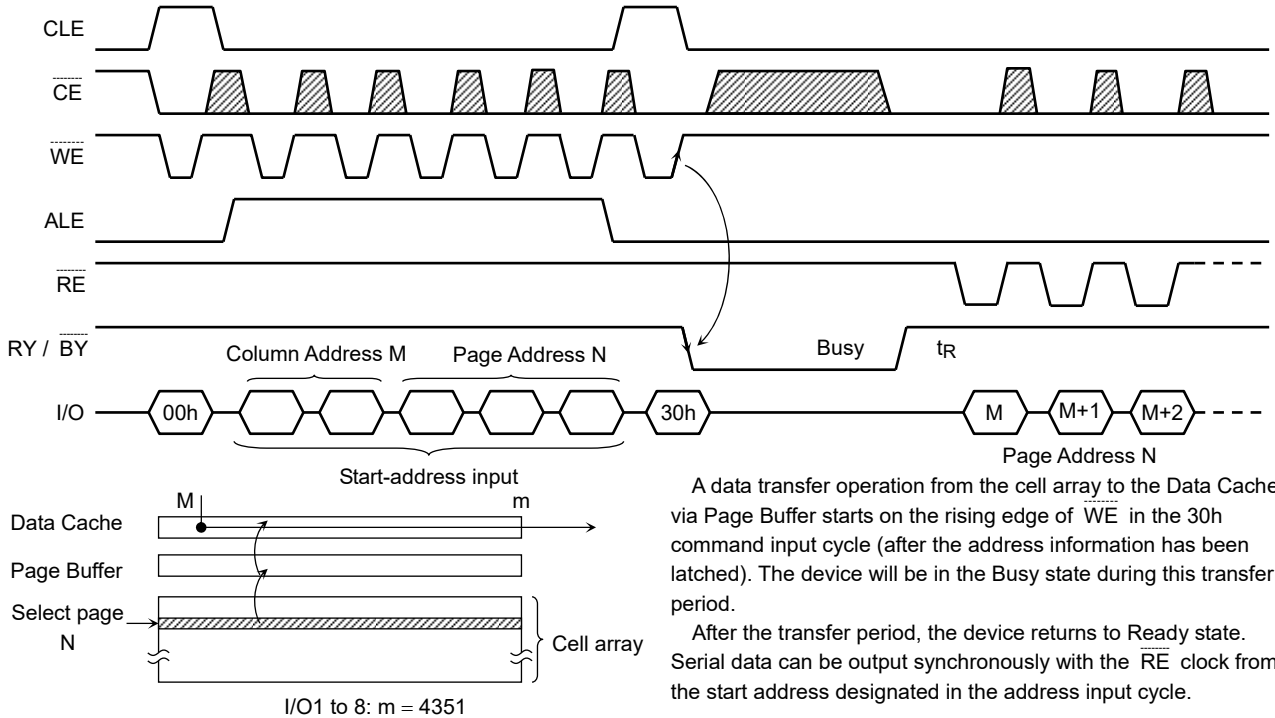 CLE
CE
WE
ALE
RE
RY / BY
Busy
tR
Column Address M
Page Address N
I/O
00h
30h
M
M+1
M+2
Start-address input
Page Address N
M
m
Data Cache
Page Buffer
Select page
N
Cell array
I/O1 to 8: m = 4351
A data transfer operation from the cell array to the Data Cache
via Page Buffer starts on the rising edge of WE in the 30h
command input cycle (after the address information has been
latched). The device will be in the Busy state during this transfer
period.
After the transfer period, the device returns to Ready state.
Serial data can be output synchronously with the RE clock from
the start address designated in the address input cycle.